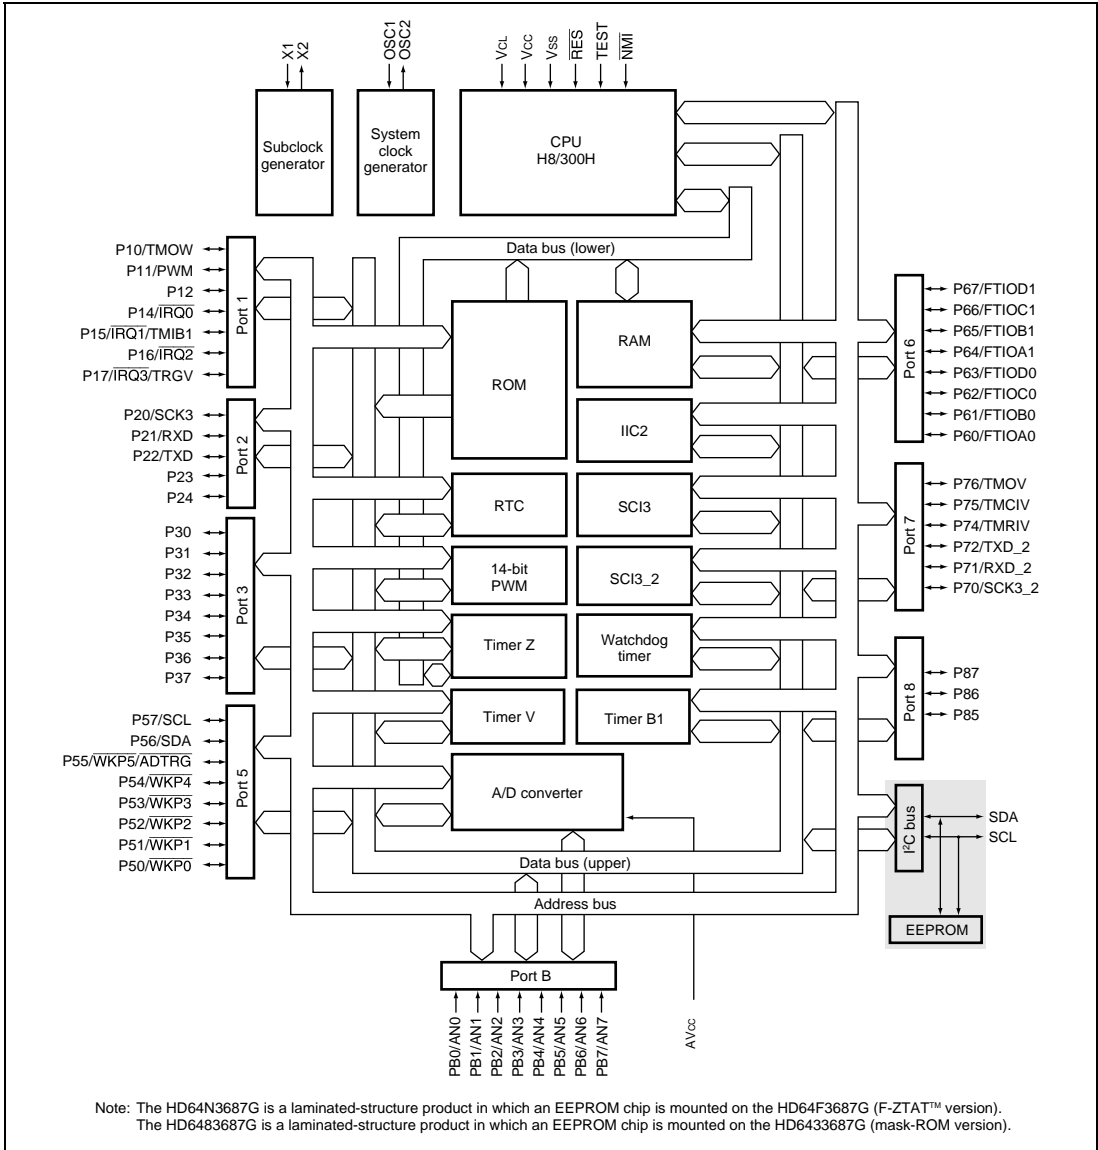 X1
X2
OSC1
OSC2
VCL
VCC
VSS
RES
TEST
NMI
Subclock
generator
System
clock
generator
CPU
H8/300H
Data bus (lower)
P10/TMOW
P11/PWM
P12
P14/IRQ0
P15/IRQ1/TMIB1
P16/IRQ2
P17/IRQ3/TRGV
Port 1
P20/SCK3
P21/RXD
P22/TXD
P23
P24
Port 2
P30
P31
P32
P33
P34
P35
P36
P37
Port 3
P57/SCL
P56/SDA
P55/WKP5/ADTRG
P54/WKP4
P53/WKP3
P52/WKP2
P51/WKP1
P50/WKP0
Port 5
ROM
RAM
IIC2
RTC
SCI3
14-bit
PWM
SCI3_2
Timer Z
Watchdog
timer
Timer V
Timer B1
A/D converter
Data bus (upper)
Address bus
Port 6
P67/FTIOD1
P66/FTIOC1
P65/FTIOB1
P64/FTIOA1
P63/FTIOD0
P62/FTIOC0
P61/FTIOB0
P60/FTIOA0
Port 7
P76/TMOV
P75/TMCIV
P74/TMRIV
P72/TXD_2
P71/RXD_2
P70/SCK3_2
Port 8
P87
P86
P85
I²C bus
SDA
SCL
EEPROM
Port B
PB0/AN0
PB1/AN1
PB2/AN2
PB3/AN3
PB4/AN4
PB5/AN5
PB6/AN6
PB7/AN7
AVCC
Note: The HD64N3687G is a laminated-structure product in which an EEPROM chip is mounted on the HD64F3687G (F-ZTAT™ version).
The HD6483687G is a laminated-structure product in which an EEPROM chip is mounted on the HD6433687G (mask-ROM version).